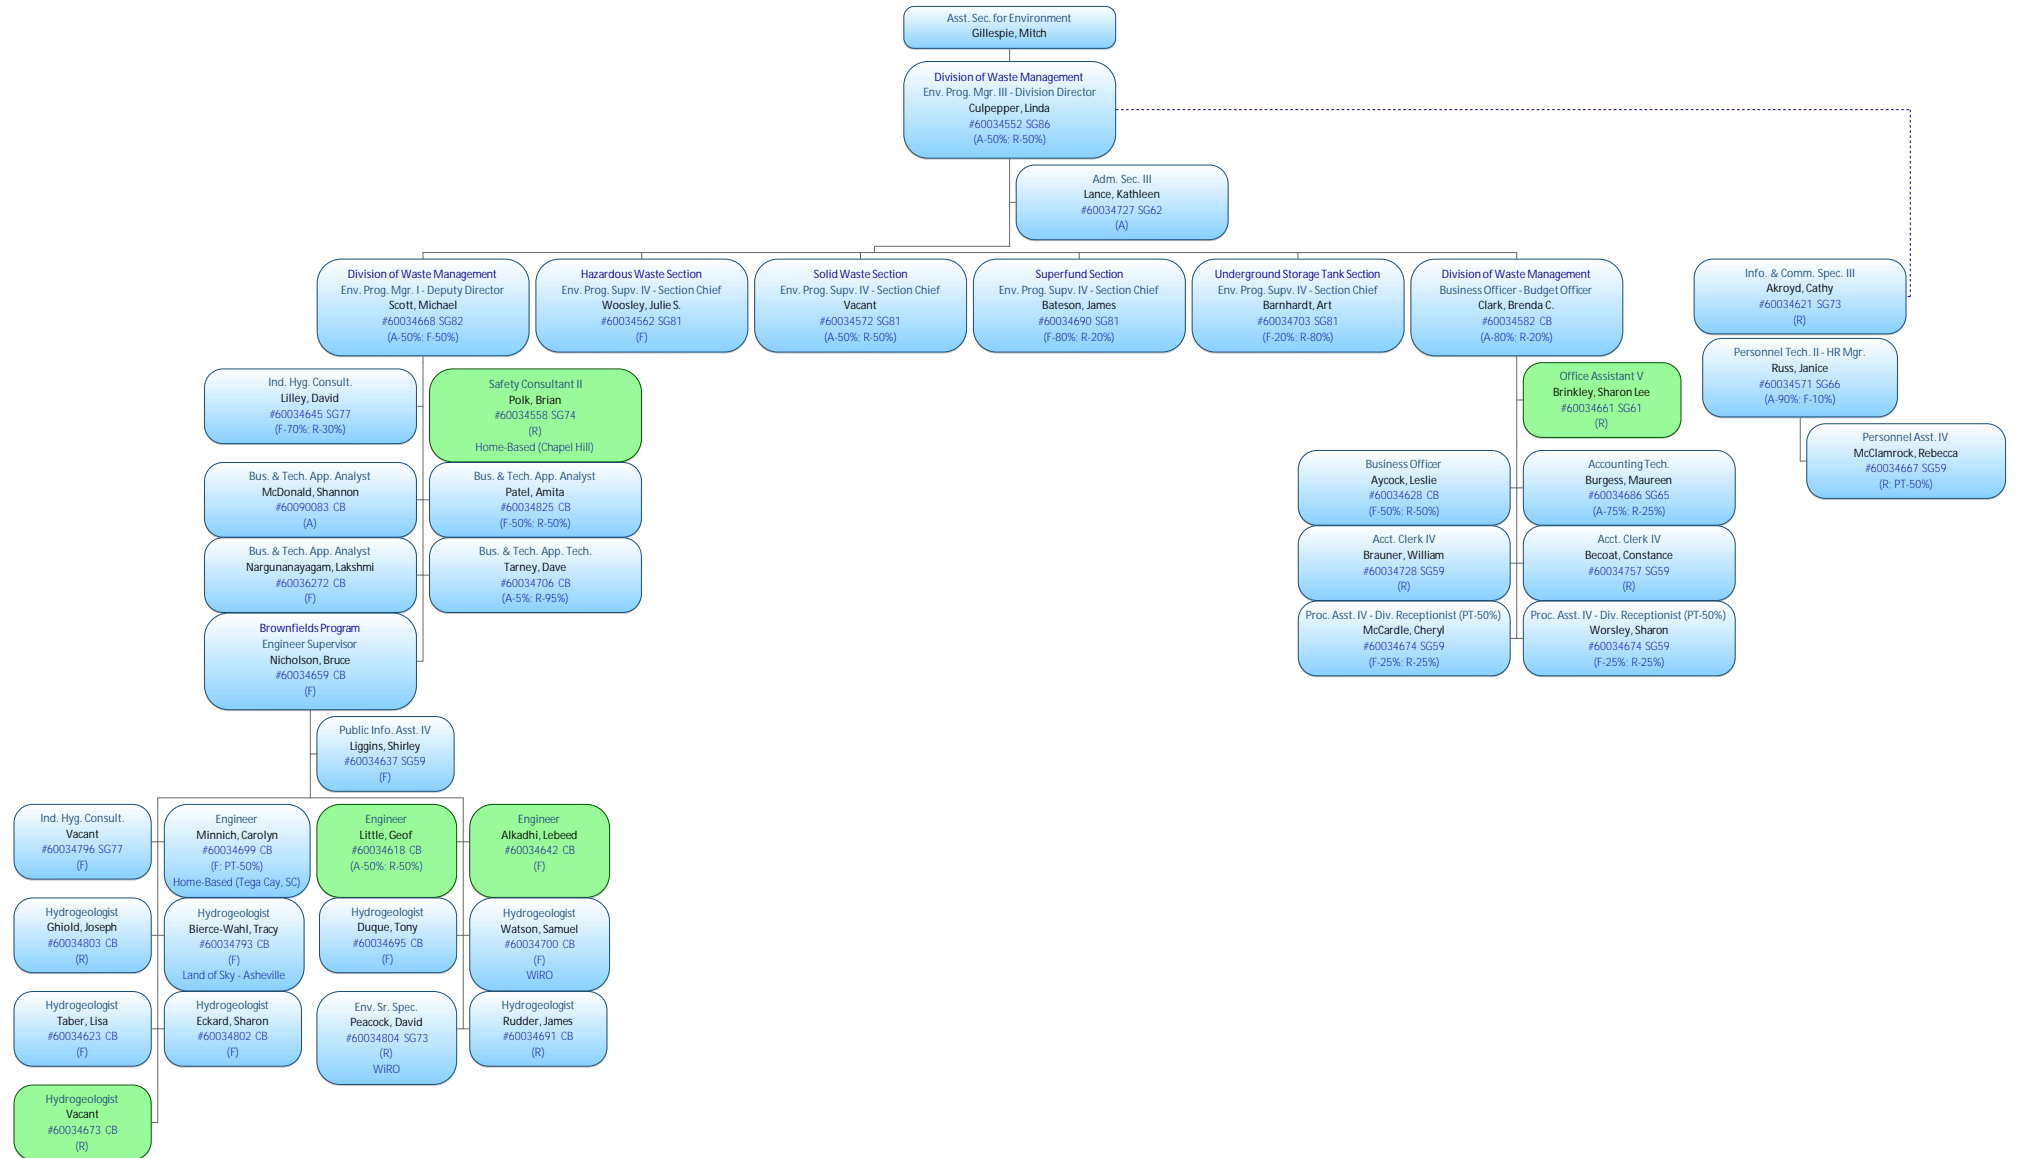 Asst. Sec. for Environment
Gillespie, Mitch
Division of Waste Management
Env. Prog. Mgr. III - Division Director
Culpepper, Linda
#60034552 SG86
(A-50%; R-50%)
Adm. Sec. III
Lance, Kathleen
#60034727 SG62
(A)
Division of Waste Management
Env. Prog. Mgr. I - Deputy Director
Scott, Michael
#60034668 SG82
(A-50%; F-50%)
Hazardous Waste Section
Env. Prog. Supv. IV - Section Chief
Woosley, Julie S.
#60034562 SG81
(F)
Solid Waste Section
Env. Prog. Supv. IV - Section Chief
Vacant
#60034572 SG81
(A-50%; R-50%)
Superfund Section
Env. Prog. Supv. IV - Section Chief
Bateson, James
#60034690 SG81
(F-80%; R-20%)
Underground Storage Tank Section
Env. Prog. Supv. IV - Section Chief
Barnhardt, Art
#60034703 SG81
(F-20%; R-80%)
Division of Waste Management
Business Officer - Budget Officer
Clark, Brenda C.
#60034582 CB
(A-80%; R-20%)
Info. & Comm. Spec. III
Akroyd, Cathy
#60034621 SG73
(R)
Personnel Tech. II - HR Mgr.
Russ, Janice
#60034571 SG66
(A-90%; F-10%)
Personnel Asst. IV
McClamrock, Rebecca
#60034667 SG59
(R; PT-50%)
Ind. Hyg. Consult.
Lilley, David
#60034645 SG77
(F-70%; R-30%)
Safety Consultant II
Polk, Brian
#60034558 SG74
(R)
Home-Based (Chapel Hill)
Bus. & Tech. App. Analyst
McDonald, Shannon
#60090083 CB
(A)
Bus. & Tech. App. Analyst
Patel, Amita
#60034825 CB
(F-50%; R-50%)
Bus. & Tech. App. Analyst
Nargunanayagam, Lakshmi
#60036272 CB
(F)
Bus. & Tech. App. Tech.
Tarney, Dave
#60034706 CB
(A-5%; R-95%)
Brownfields Program
Engineer Supervisor
Nicholson, Bruce
#60034659 CB
(F)
Office Assistant V
Brinkley, Sharon Lee
#60034661 SG61
(R)
Business Officer
Aycock, Leslie
#60034628 CB
(F-50%; R-50%)
Accounting Tech.
Burgess, Maureen
#60034686 SG65
(A-75%; R-25%)
Acct. Clerk IV
Brauner, William
#60034728 SG59
(R)
Acct. Clerk IV
Becoat, Constance
#60034757 SG59
(R)
Proc. Asst. IV - Div. Receptionist (PT-50%)
McCardle, Cheryl
#60034674 SG59
(F-25%; R-25%)
Proc. Asst. IV - Div. Receptionist (PT-50%)
Worsley, Sharon
#60034674 SG59
(F-25%; R-25%)
Public Info. Asst. IV
Liggins, Shirley
#60034637 SG59
(F)
Ind. Hyg. Consult.
Vacant
#60034796 SG77
(F)
Engineer
Minnich, Carolyn
#60034699 CB
(F; PT-50%)
Home-Based (Tega Cay, SC)
Engineer
Little, Geof
#60034618 CB
(A-50%; R-50%)
Engineer
Alkadhi, Lebeed
#60034642 CB
(F)
Hydrogeologist
Ghiold, Joseph
#60034803 CB
(R)
Hydrogeologist
Bierce-Wahl, Tracy
#60034793 CB
(F)
Land of Sky - Asheville
Hydrogeologist
Duque, Tony
#60034695 CB
(F)
Hydrogeologist
Watson, Samuel
#60034700 CB
(F)
WiRO
Hydrogeologist
Taber, Lisa
#60034623 CB
(F)
Hydrogeologist
Eckard, Sharon
#60034802 CB
(F)
Env. Sr. Spec.
Peacock, David
#60034804 SG73
(R)
WiRO
Hydrogeologist
Rudder, James
#60034691 CB
(R)
Hydrogeologist
Vacant
#60034673 CB
(R)